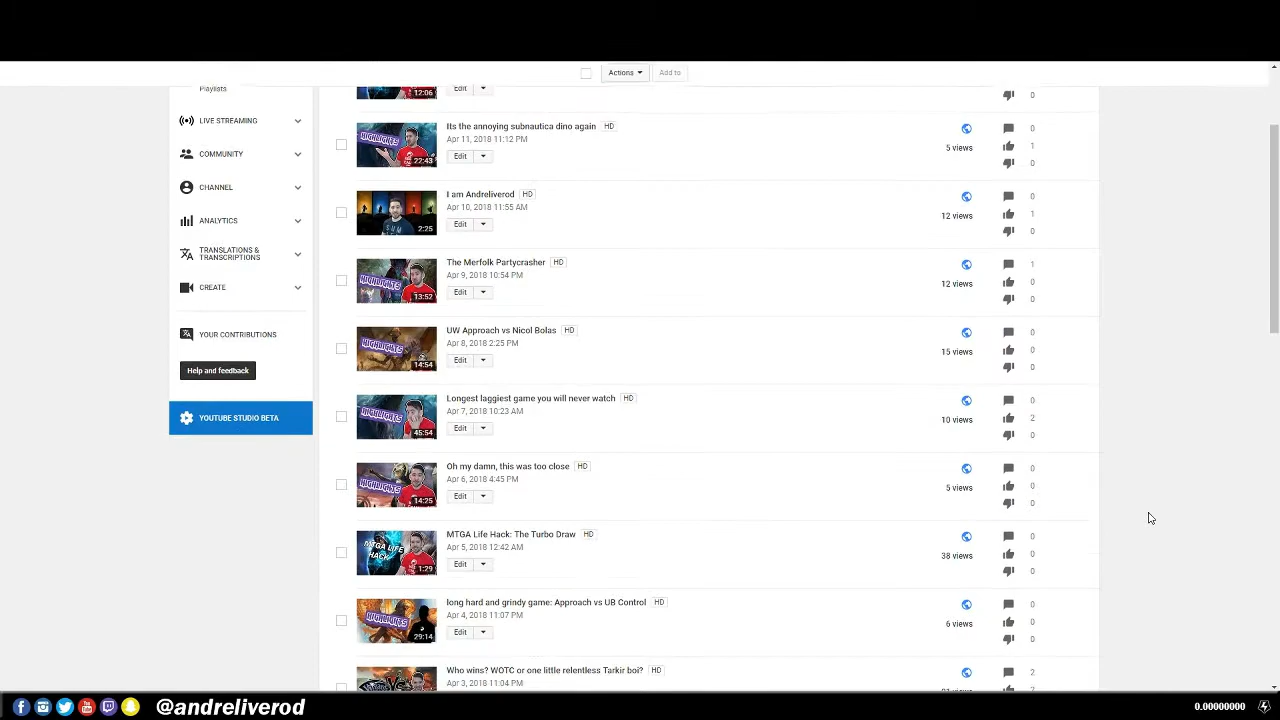 Actions
Add to
Playlists
12:06
Edit
0
LIVE STREAMING
COMMUNITY
CHANNEL
ANALYTICS
TRANSLATIONS &
TRANSCRIPTIONS
CREATE
YOUR CONTRIBUTIONS
Help and feedback
YOUTUBE STUDIO BETA
HIGHLIGHTS
22:43
Its the annoying subnautica dino again HD
Apr 11, 2018 11:12 PM
Edit
5 views
0
1
0
2:25
I am Andreliverod HD
Apr 10, 2018 11:55 AM
Edit
12 views
0
1
0
HIGHLIGHTS
13:52
The Merfolk Partycrasher HD
Apr 9, 2018 10:54 PM
Edit
12 views
1
0
0
HIGHLIGHTS
14:54
UW Approach vs Nicol Bolas HD
Apr 8, 2018 2:25 PM
Edit
15 views
0
0
0
HIGHLIGHTS
45:54
Longest laggiest game you will never watch HD
Apr 7, 2018 10:23 AM
Edit
10 views
0
2
0
HIGHLIGHTS
14:25
Oh my damn, this was too close HD
Apr 6, 2018 4:45 PM
Edit
5 views
0
0
0
MTGA LIFE
HACK
1:29
MTGA Life Hack: The Turbo Draw HD
Apr 5, 2018 12:42 AM
Edit
38 views
0
0
0
HIGHLIGHTS
29:14
long hard and grindy game: Approach vs UB Control HD
Apr 4, 2018 11:07 PM
Edit
6 views
0
0
0
VS
Who wins? WOTC or one little relentless Tarkir boi? HD
Apr 3, 2018 11:04 PM
2
@andreliverod
0.00000000